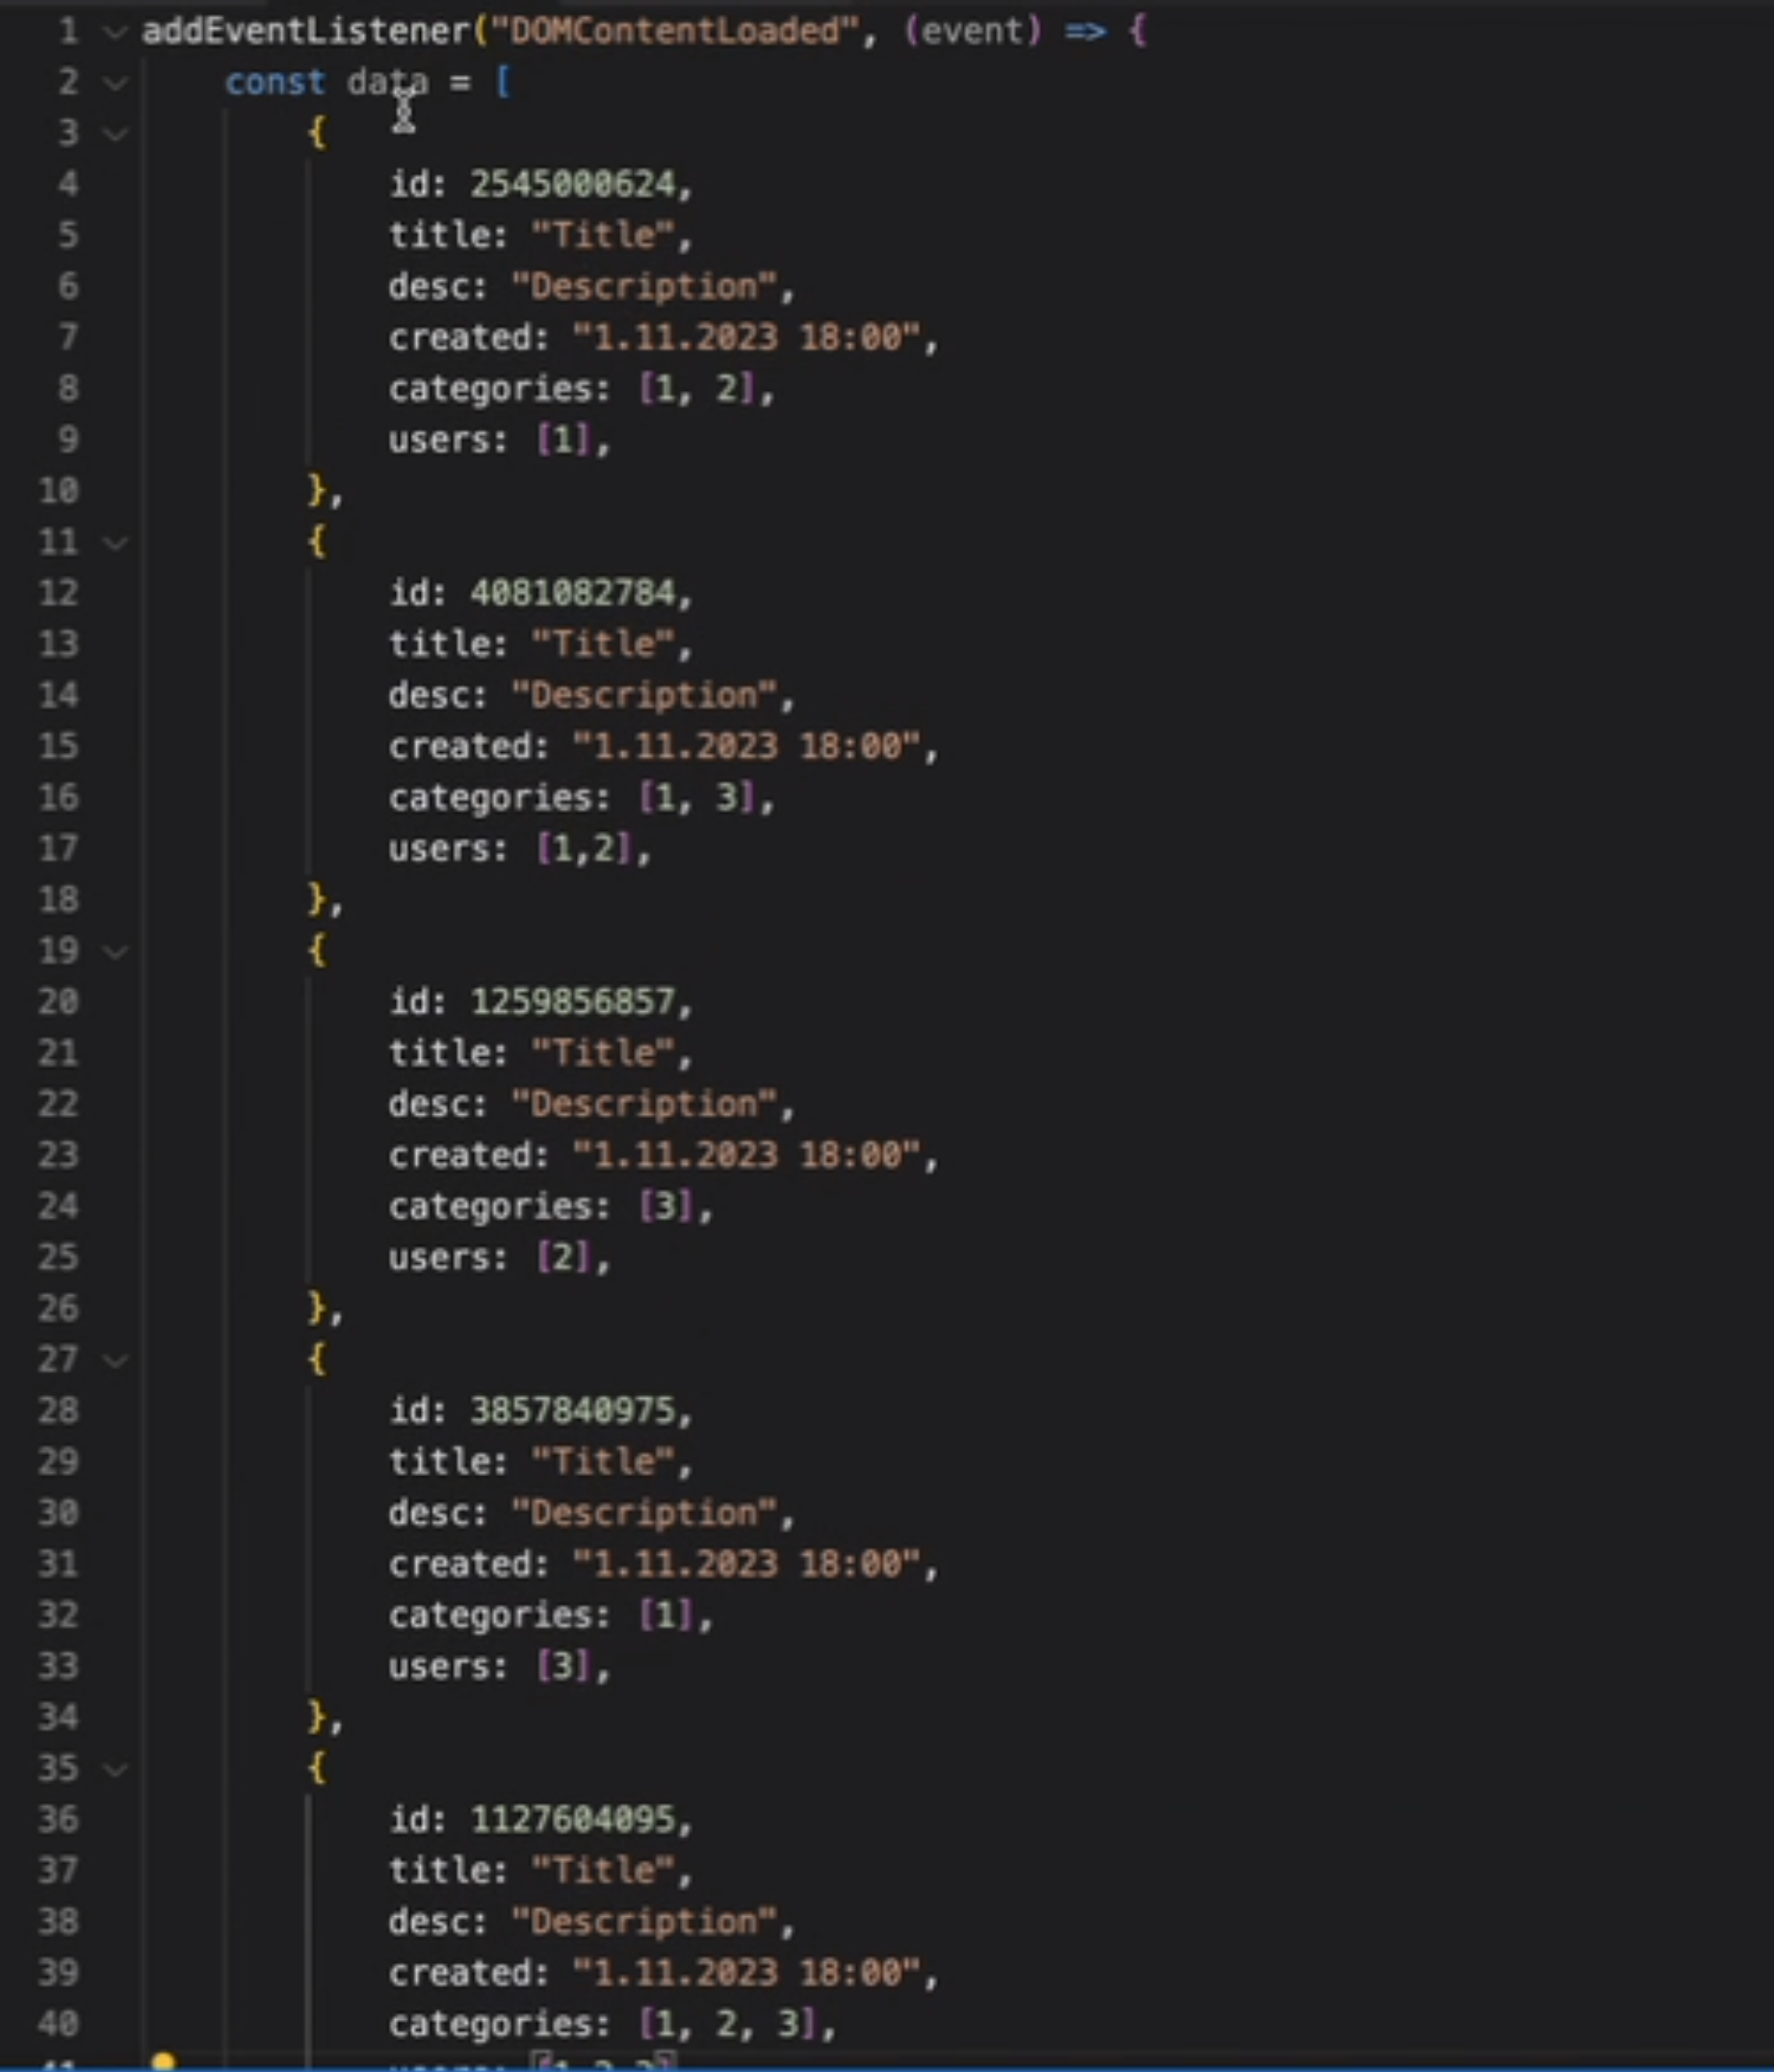 1 addEventListener("DOMContentLoaded", (event) => {
2 const data = [
3 {
4 id: 2545000624,
5 title: "Title",
6 desc: "Description",
7 created: "1.11.2023 18:00",
8 categories: [1, 2],
9 users: [1],
10 },
11 {
12 id: 4081082784,
13 title: "Title",
14 desc: "Description",
15 created: "1.11.2023 18:00",
16 categories: [1, 3],
17 users: [1,2],
18 },
19 {
20 id: 1259856857,
21 title: "Title",
22 desc: "Description",
23 created: "1.11.2023 18:00",
24 categories: [3],
25 users: [2],
26 },
27 {
28 id: 3857840975,
29 title: "Title",
30 desc: "Description",
31 created: "1.11.2023 18:00",
32 categories: [1],
33 users: [3],
34 },
35 {
36 id: 1127604095,
37 title: "Title",
38 desc: "Description",
39 created: "1.11.2023 18:00",
40 categories: [1, 2, 3],